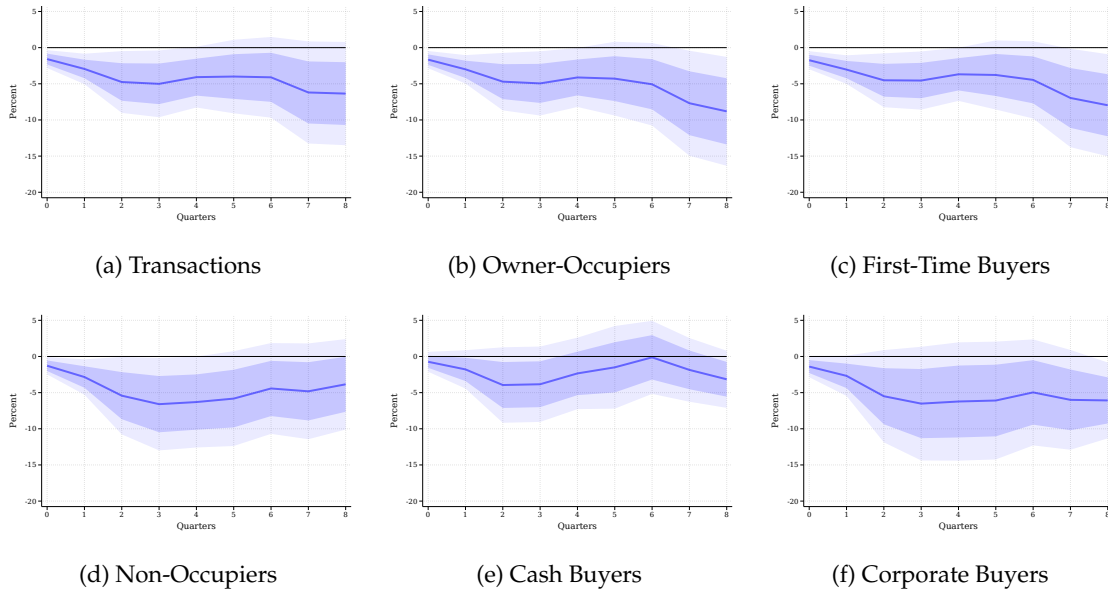 5
0
-5
-10
-15
-20
Percent
0 1 2 3 4 5 6 7 8
Quarters
(a) Transactions
5
0
-5
-10
-15
-20
Percent
0 1 2 3 4 5 6 7 8
Quarters
(b) Owner-Occupiers
5
0
-5
-10
-15
-20
Percent
0 1 2 3 4 5 6 7 8
Quarters
(c) First-Time Buyers
5
0
-5
-10
-15
-20
Percent
0 1 2 3 4 5 6 7 8
Quarters
(d) Non-Occupiers
5
0
-5
-10
-15
-20
Percent
0 1 2 3 4 5 6 7 8
Quarters
(e) Cash Buyers
5
0
-5
-10
-15
-20
Percent
0 1 2 3 4 5 6 7 8
Quarters
(f) Corporate Buyers